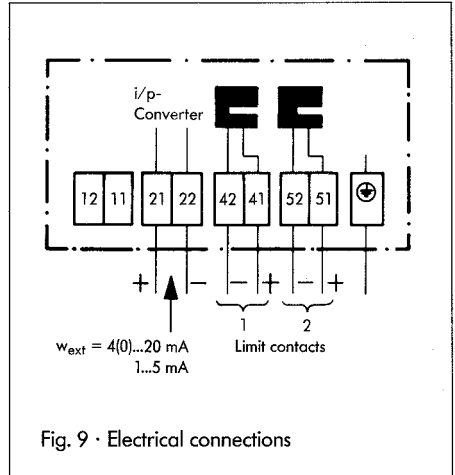 i/p-
Converter
12 11 21 22 42 41 52 51
+ − − + − +
1 2
w_ext = 4(0)...20 mA
Limit contacts
1...5 mA
Fig. 9 · Electrical connections